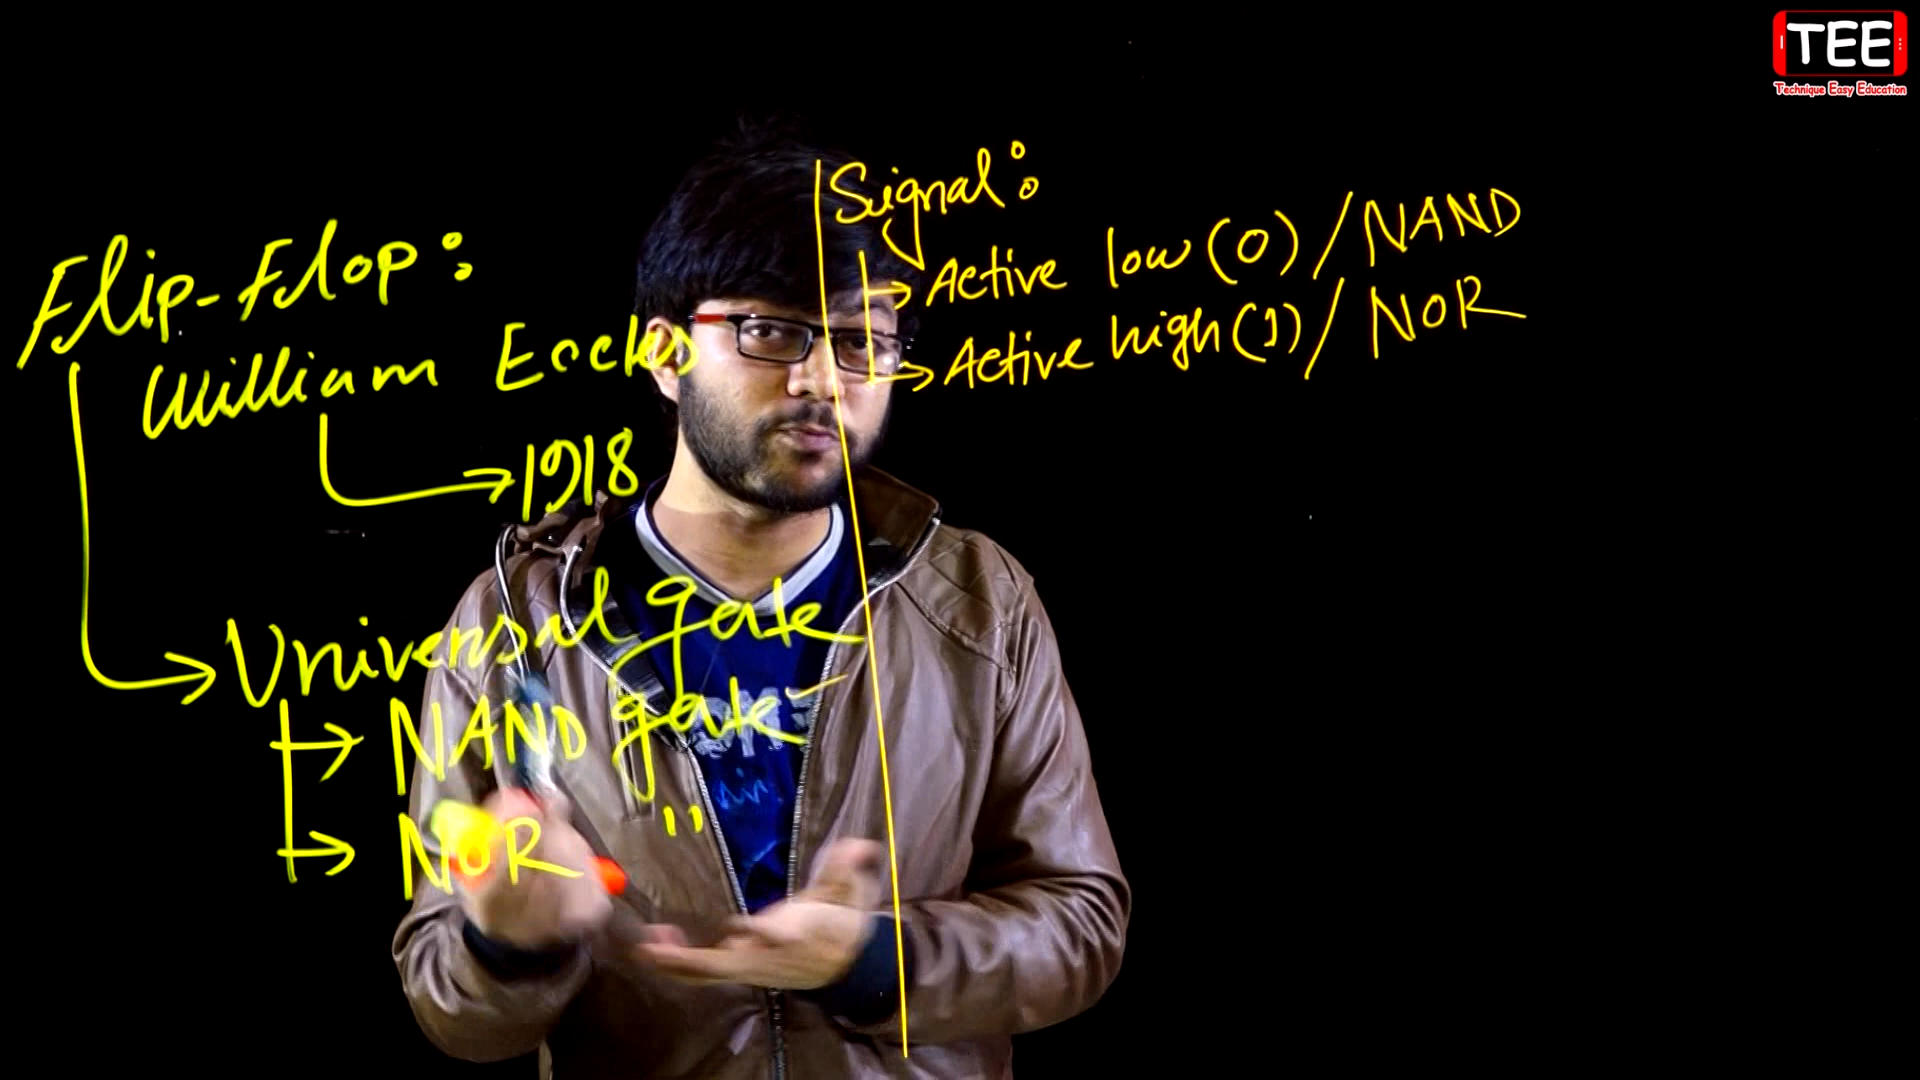 TEE
Technique Easy Education
Flip-Flop:
William Eccles
1918
Universal gate
NAND gate
NOR "
Signal:
Active low (0) / NAND
Active high (1) / NOR